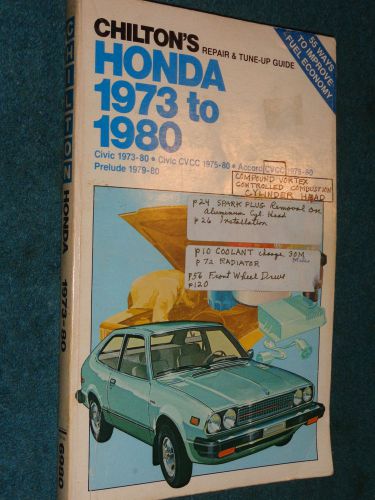 CHILTON'S
REPAIR & TUNE-UP GUIDE
55 WAYS
TO IMPROVE
FUEL ECONOMY
HONDA
1973 to
1980
Civic 1973-80 • Civic CVCC 1975-80 • Accord CVCC 1976-80
Prelude 1979-80
COMPOUND VORTEX
CONTROLLED COMBUSTION
CYLINDER HEAD
p24 SPARK PLUG Removal
Aluminum Cyl. Head
p26 Installation
p10 COOLANT change 30M
Miles
p72 RADIATOR
p56 Front Wheel Drive
p120
CHILTON HONDA 1973-80